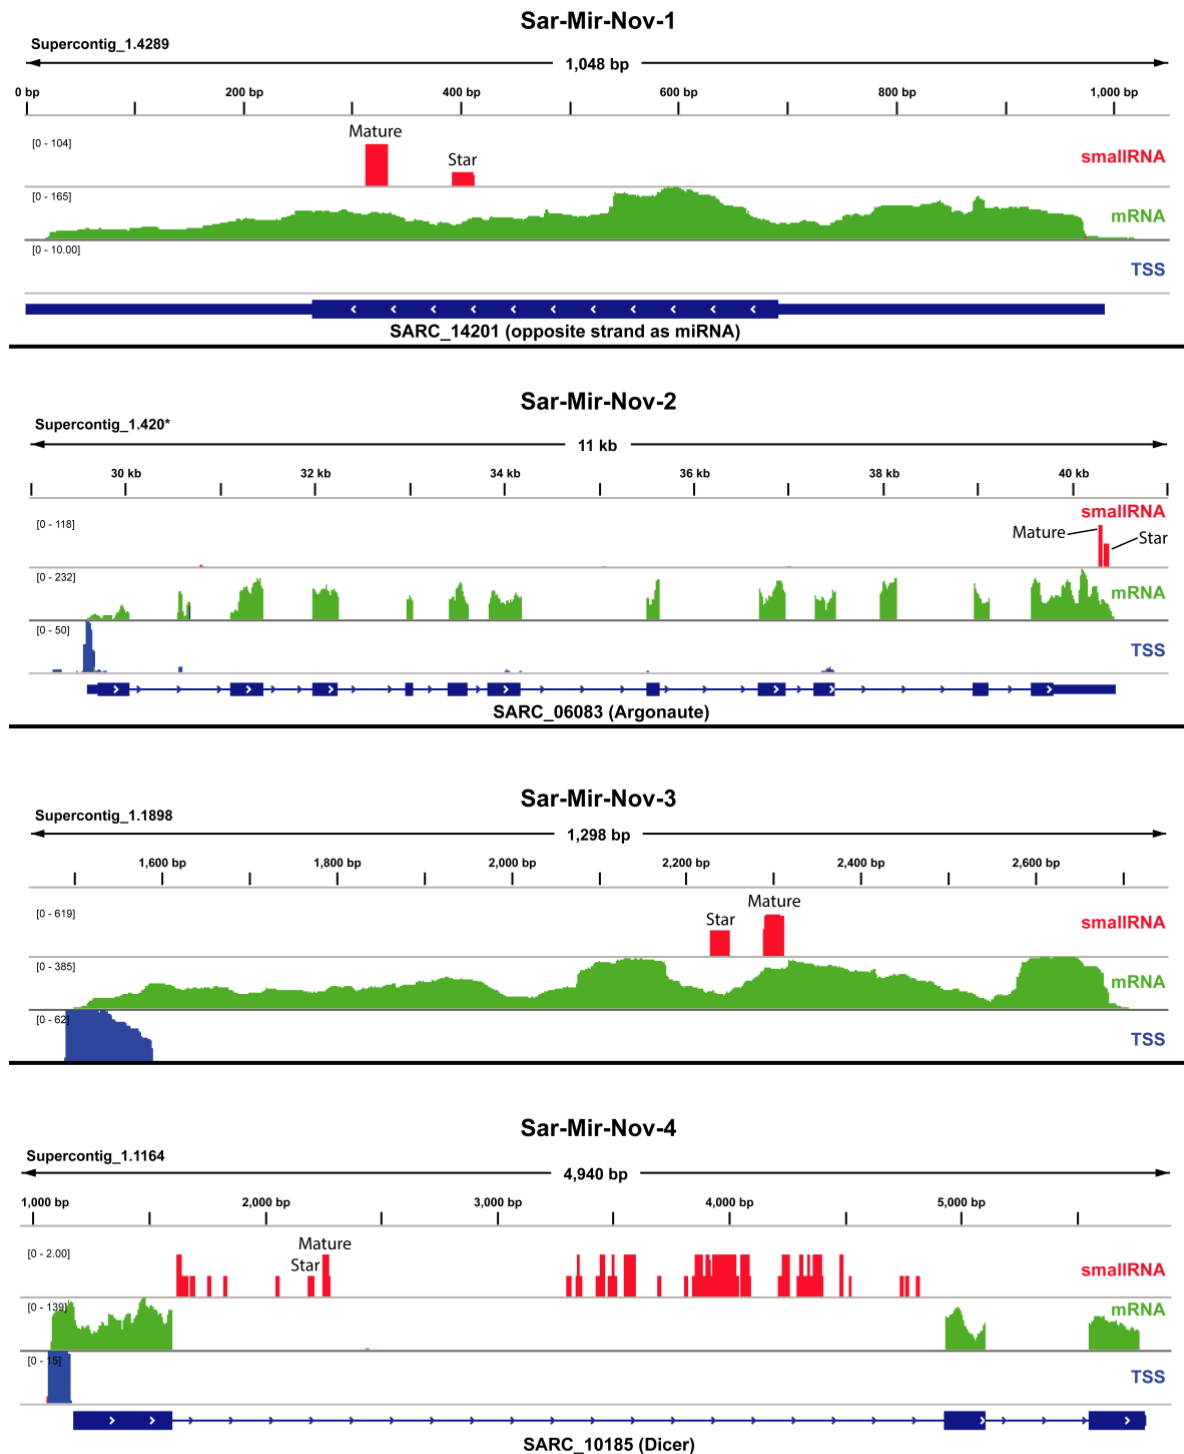 Sar-Mir-Nov-1
Supercontig_1.4289
1,048 bp
0 bp 200 bp 400 bp 600 bp 800 bp 1,000 bp
Mature
[0 - 104]
Star
smallRNA
[0 - 165]
mRNA
[0 - 10.00]
TSS
SARC_14201 (opposite strand as miRNA)
Sar-Mir-Nov-2
Supercontig_1.420*
11 kb
30 kb 32 kb 34 kb 36 kb 38 kb 40 kb
smallRNA
[0 - 118]
Mature
Star
[0 - 232]
mRNA
[0 - 50]
TSS
SARC_06083 (Argonaute)
Sar-Mir-Nov-3
Supercontig_1.1898
1,298 bp
1,600 bp 1,800 bp 2,000 bp 2,200 bp 2,400 bp 2,600 bp
Mature
[0 - 619]
Star
smallRNA
[0 - 385]
mRNA
[0 - 62]
TSS
Sar-Mir-Nov-4
Supercontig_1.1164
4,940 bp
1,000 bp 2,000 bp 3,000 bp 4,000 bp 5,000 bp
Mature
[0 - 2.00]
Star
smallRNA
[0 - 139]
mRNA
[0 - 15]
TSS
SARC_10185 (Dicer)